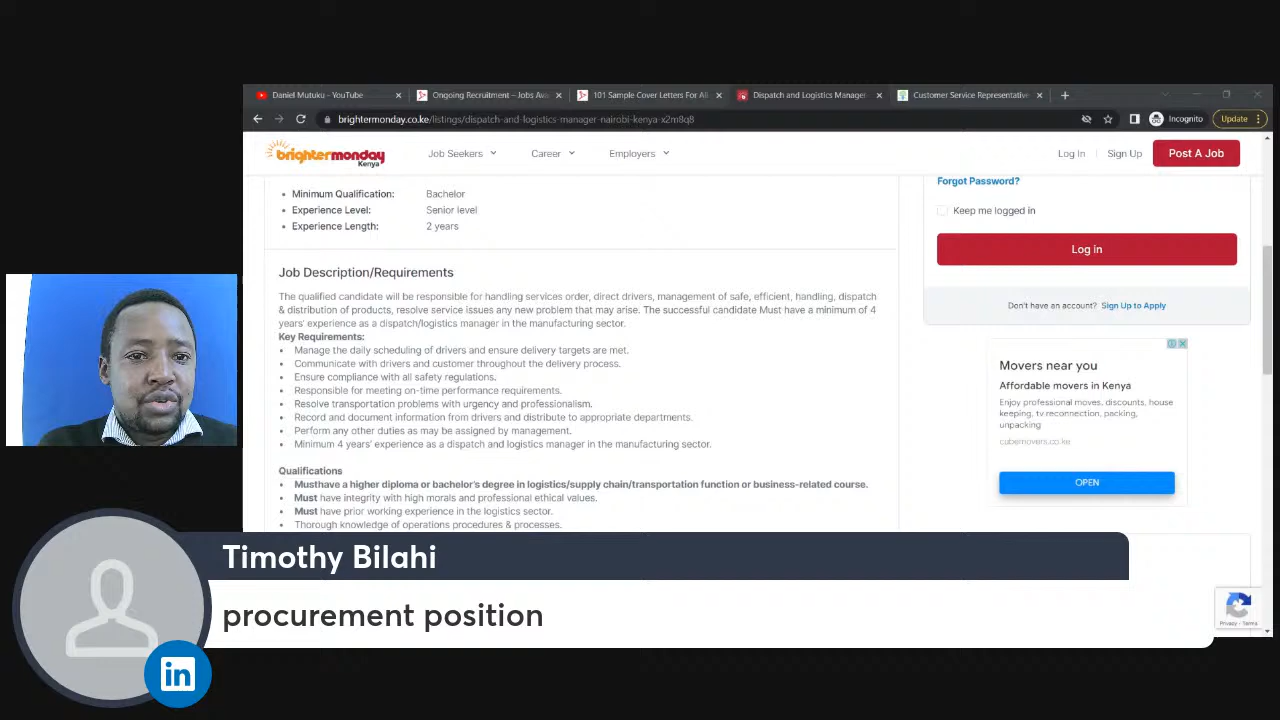 Daniel Mutuku - YouTube
Ongoing Recruitment – Jobs Ava
101 Sample Cover Letters For All
Dispatch and Logistics Manager
Customer Service Representative
brightermonday.co.ke/listings/dispatch-and-logistics-manager-nairobi-kenya-x2m8q8
Incognito
Update
brightermonday
Kenya
Job Seekers
Career
Employers
Log In
Sign Up
Post A Job
Minimum Qualification: Bachelor
Experience Level: Senior level
Experience Length: 2 years
Job Description/Requirements
The qualified candidate will be responsible for handling services order, direct drivers, management of safe, efficient, handling, dispatch
& distribution of products, resolve service issues any new problem that may arise. The successful candidate Must have a minimum of 4
years' experience as a dispatch/logistics manager in the manufacturing sector.
Key Requirements:
Manage the daily scheduling of drivers and ensure delivery targets are met.
Communicate with drivers and customer throughout the delivery process.
Ensure compliance with all safety regulations.
Responsible for meeting on-time performance requirements.
Resolve transportation problems with urgency and professionalism.
Record and document information from drivers and distribute to appropriate departments.
Perform any other duties as may be assigned by management.
Minimum 4 years' experience as a dispatch and logistics manager in the manufacturing sector.
Qualifications
Musthave a higher diploma or bachelor's degree in logistics/supply chain/transportation function or business-related course.
Must have integrity with high morals and professional ethical values.
Must have prior working experience in the logistics sector.
Thorough knowledge of operations procedures & processes.
Forgot Password?
Keep me logged in
Log in
Don't have an account? Sign Up to Apply
Movers near you
Affordable movers in Kenya
Enjoy professional moves, discounts, house
keeping, tv reconnection, packing,
unpacking
cubemovers.co.ke
OPEN
Privacy - Terms
Timothy Bilahi
procurement position
in